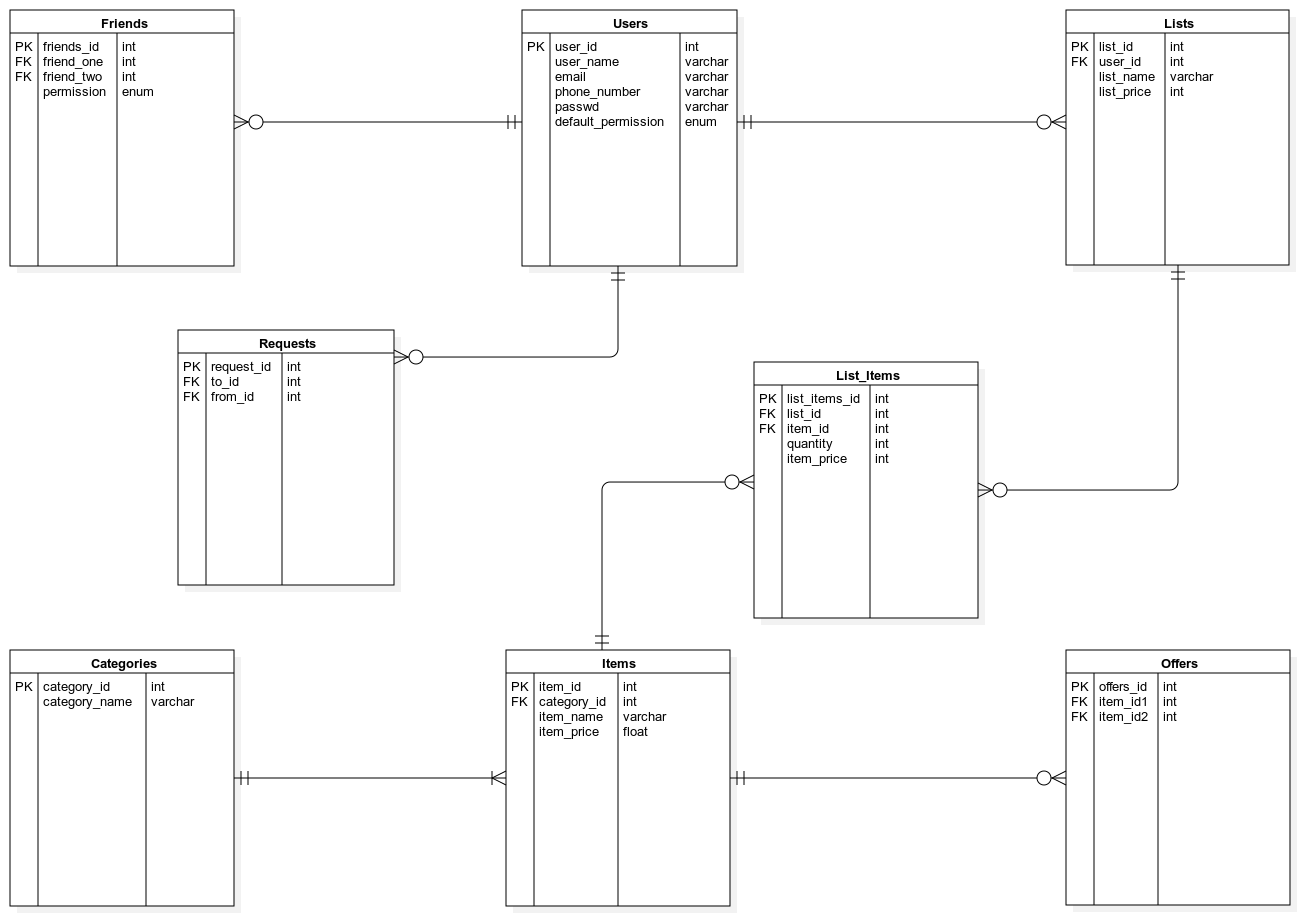 Friends
PK friends_id int
FK friend_one int
FK friend_two int
permission enum
Users
PK user_id int
user_name varchar
email varchar
phone_number varchar
passwd varchar
default_permission enum
Lists
PK list_id int
FK user_id int
list_name varchar
list_price int
Requests
PK request_id int
FK to_id int
FK from_id int
List_Items
PK list_items_id int
FK list_id int
FK item_id int
quantity int
item_price int
Categories
PK category_id int
category_name varchar
Items
PK item_id int
FK category_id int
item_name varchar
item_price float
Offers
PK offers_id int
FK item_id1 int
FK item_id2 int